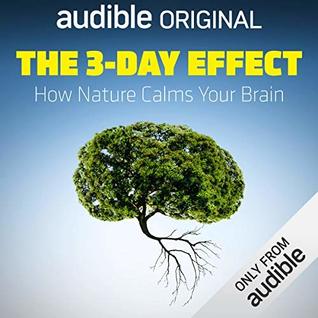 audible ORIGINAL
THE 3-DAY EFFECT
How Nature Calms Your Brain
ONLY FROM
audible